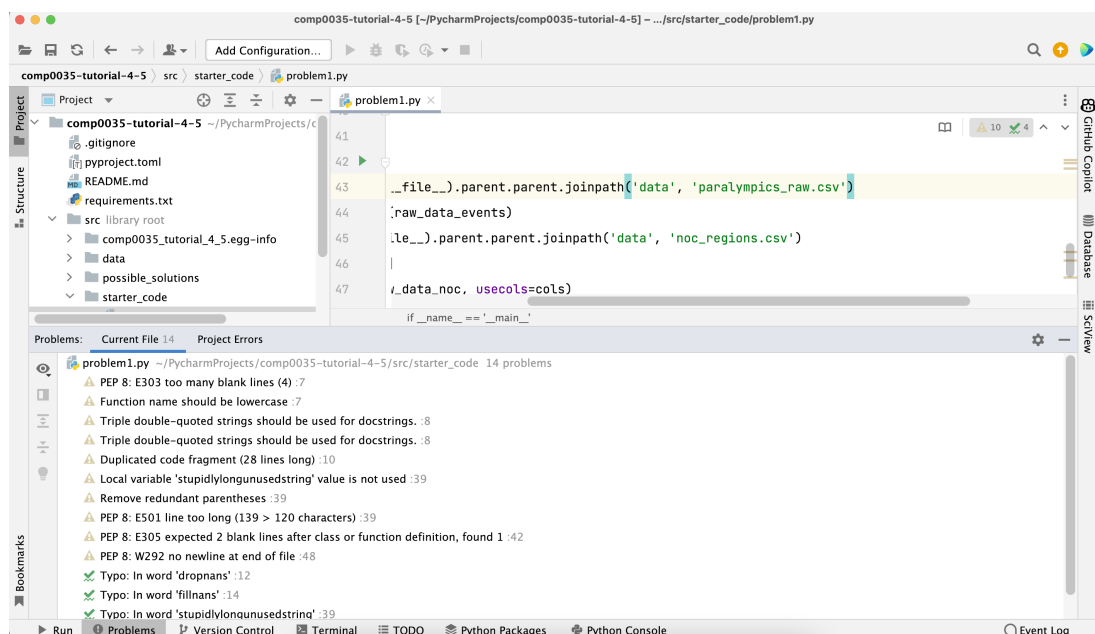 comp0035-tutorial-4-5 [~/PycharmProjects/comp0035-tutorial-4-5] – .../src/starter_code/problem1.py
Add Configuration...
comp0035-tutorial-4-5 src starter_code problem1.py
Project
problem1.py
comp0035-tutorial-4-5 ~/PycharmProjects/c
.gitignore
pyproject.toml
README.md
requirements.txt
src library root
comp0035_tutorial_4_5.egg-info
data
possible_solutions
starter_code
10 4
41
42
43 __file__).parent.parent.joinpath('data', 'paralympics_raw.csv')
44 (raw_data_events)
45 le__).parent.parent.joinpath('data', 'noc_regions.csv')
46
47 _data_noc, usecols=cols)
if __name__ == '__main__'
Problems: Current File 14 Project Errors
problem1.py ~/PycharmProjects/comp0035-tutorial-4-5/src/starter_code 14 problems
PEP 8: E303 too many blank lines (4) :7
Function name should be lowercase :7
Triple double-quoted strings should be used for docstrings. :8
Triple double-quoted strings should be used for docstrings. :8
Duplicated code fragment (28 lines long) :10
Local variable 'stupidlylongunusedstring' value is not used :39
Remove redundant parentheses :39
PEP 8: E501 line too long (139 > 120 characters) :39
PEP 8: E305 expected 2 blank lines after class or function definition, found 1 :42
PEP 8: W292 no newline at end of file :48
Typo: In word 'dropnans' :12
Typo: In word 'fillnans' :14
Typo: In word 'stupidlylongunusedstring' :39
Run Problems Version Control Terminal TODO Python Packages Python Console Event Log
Project
Structure
Bookmarks
GitHub Copilot
Database
SciView